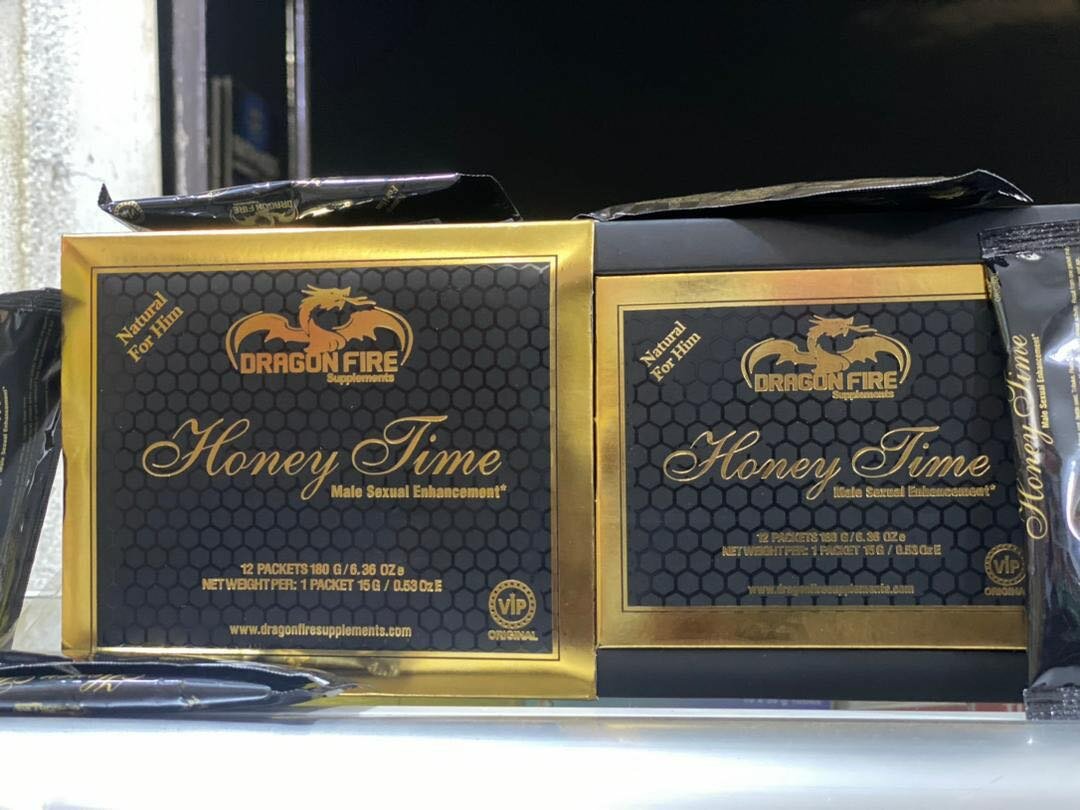 DRAGON FIRE
Natural
For Him
DRAGON FIRE
Supplements
Honey Time
Male Sexual Enhancement*
12 PACKETS 180 G/6.36 OZ e
NET WEIGHT PER: 1 PACKET 15 G / 0.53 Oz E
VIP
ORIGINAL
www.dragonfiresupplements.com
Natural
For Him
DRAGON FIRE
Supplements
Honey Time
Male Sexual Enhancement*
12 PACKETS 180 G/6.36 OZ e
NET WEIGHT PER: 1 PACKET 15 G / 0.53 Oz E
VIP
ORIGINA
www.dragonfiresupplements.com
Honey Time
Male Sexual Enhancement*